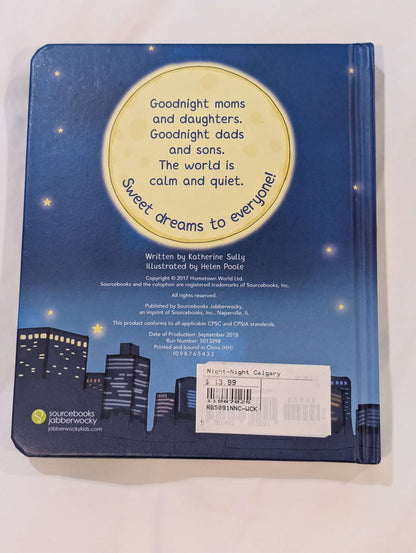 Goodnight moms
and daughters.
Goodnight dads
and sons.
The world is
calm and quiet.
Sweet dreams to everyone!
Written by Katherine Sully
Illustrated by Helen Poole
Copyright © 2017 Hometown World Ltd.
Sourcebooks and the colophon are registered trademarks of Sourcebooks, Inc.
All rights reserved.
Published by Sourcebooks Jabberwocky,
an imprint of Sourcebooks, Inc., Naperville, IL
This product conforms to all applicable CPSC and CPSIA standards.
Date of Production: September 2018
Run Number: 5013298
Printed and bound in China (HH)
10 9 8 7 6 5 4 3 2
Night-Night Calgary
$ 13.99
11087025
RB5091NNC-WCK
sourcebooks
jabberwocky
jabberwockykids.com